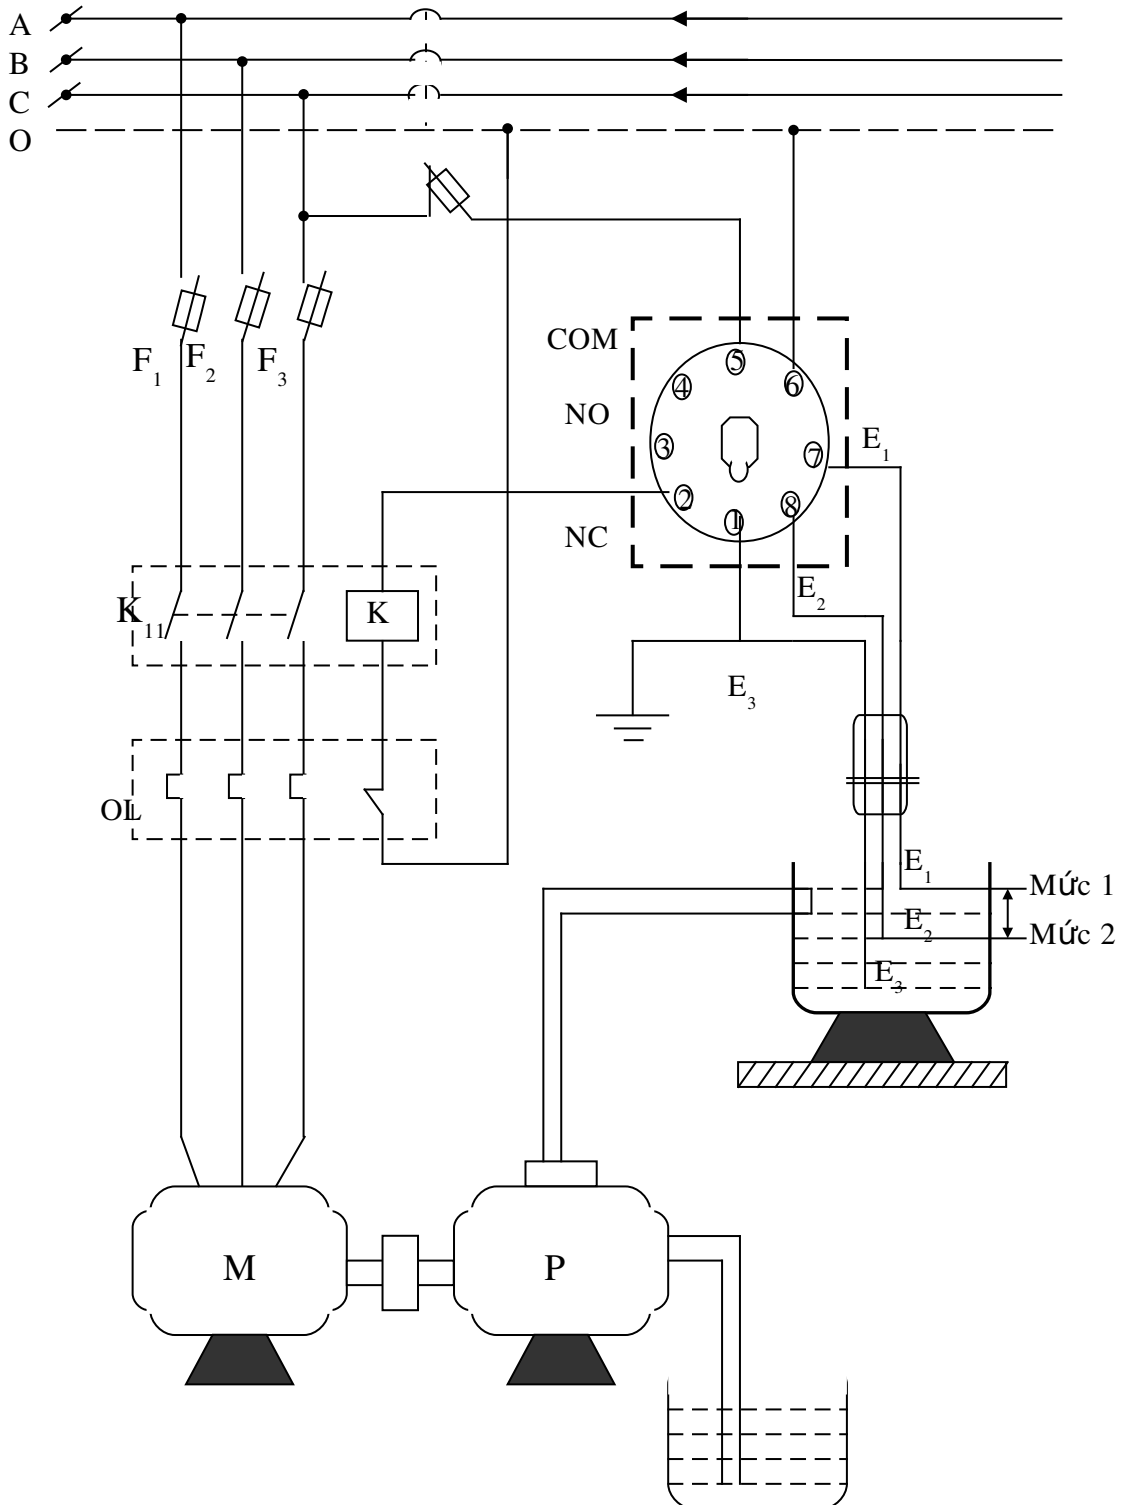 A
B
C
O
COM
NO
NC
5
4
6
3
7
2
8
1
F₁
F₂
F₃
E₁
E₂
E₃
K₁₁
K
OL
E₁
Mức 1
E₂
Mức 2
E₃
M
P